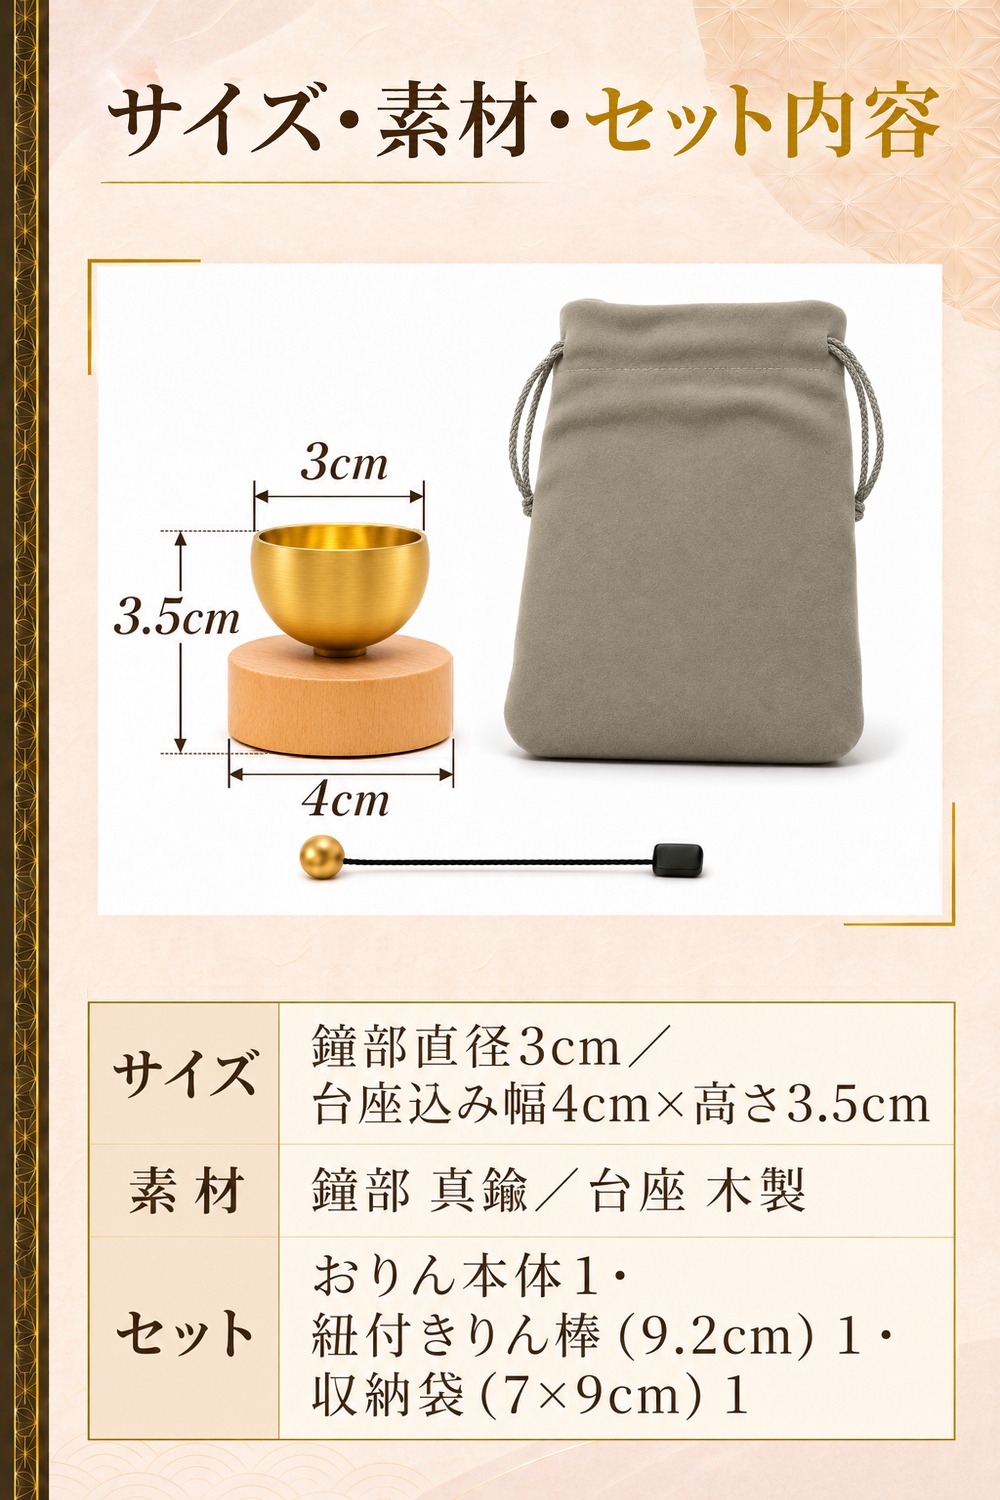 サイズ・素材・セット内容
3cm
3.5cm
4cm
サイズ
鐘部直径3cm／
台座込み幅4cm×高さ3.5cm
素材
鐘部 真鍮／台座 木製
セット
おりん本体1・
紐付きりん棒(9.2cm) 1・
収納袋(7×9cm) 1